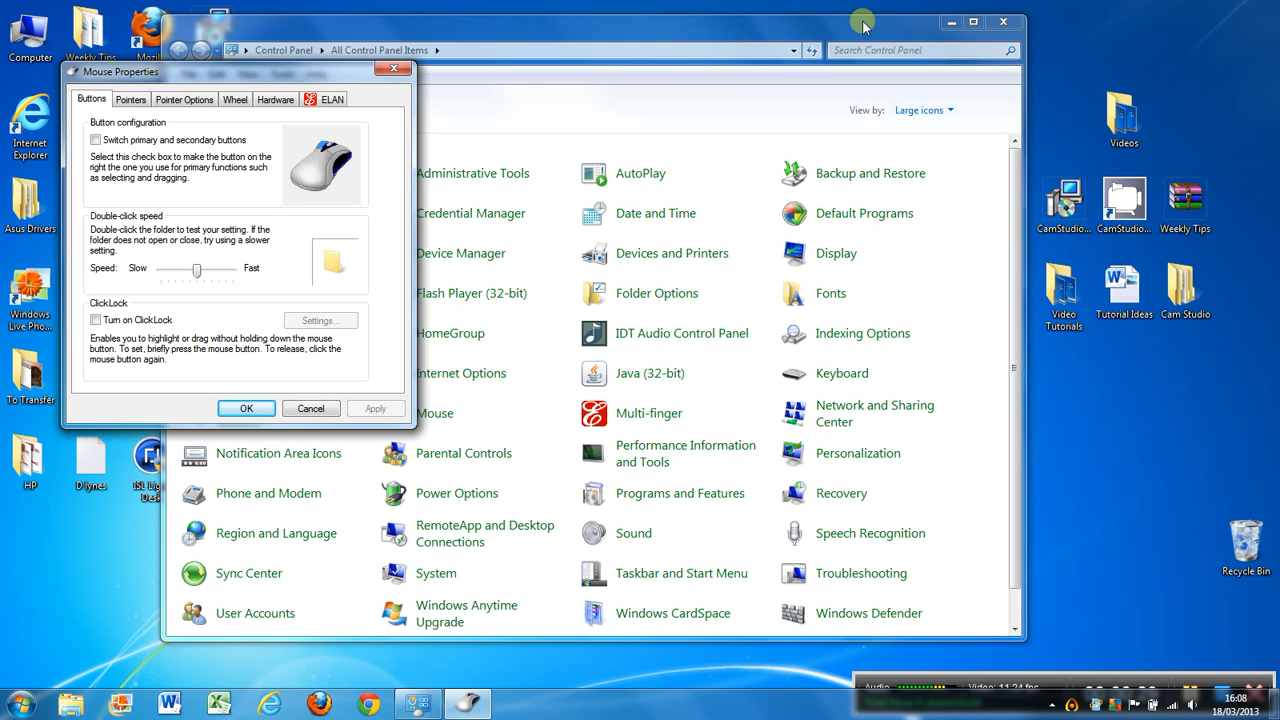 Computer
Weekly Tips
Mozil
Internet
Explorer
Asus Drivers
Windows
Live Pho...
To Transfer
HP
D lynes
ISL Lig
Desk
Control Panel
All Control Panel Items
Search Control Panel
View by:
Large icons
Administrative Tools
AutoPlay
Backup and Restore
Credential Manager
Date and Time
Default Programs
Device Manager
Devices and Printers
Display
Flash Player (32-bit)
Folder Options
Fonts
HomeGroup
IDT Audio Control Panel
Indexing Options
Internet Options
Java (32-bit)
Keyboard
Mouse
Multi-finger
Network and Sharing
Center
Notification Area Icons
Parental Controls
Performance Information
and Tools
Personalization
Phone and Modem
Power Options
Programs and Features
Recovery
Region and Language
RemoteApp and Desktop
Connections
Sound
Speech Recognition
Sync Center
System
Taskbar and Start Menu
Troubleshooting
User Accounts
Windows Anytime
Upgrade
Windows CardSpace
Windows Defender
Mouse Properties
Buttons
Pointers
Pointer Options
Wheel
Hardware
ELAN
Button configuration
Switch primary and secondary buttons
Select this check box to make the button on the
right the one you use for primary functions such
as selecting and dragging.
Double-click speed
Double-click the folder to test your setting. If the
folder does not open or close, try using a slower
setting.
Speed:
Slow
Fast
ClickLock
Turn on ClickLock
Settings...
Enables you to highlight or drag without holding down the mouse
button. To set, briefly press the mouse button. To release, click the
mouse button again.
OK
Cancel
Apply
Videos
CamStudio...
CamStudio...
Weekly Tips
Video
Tutorials
Tutorial Ideas
Cam Studio
Recycle Bin
Audio
Video: 11.24 fps
16:08
18/03/2013